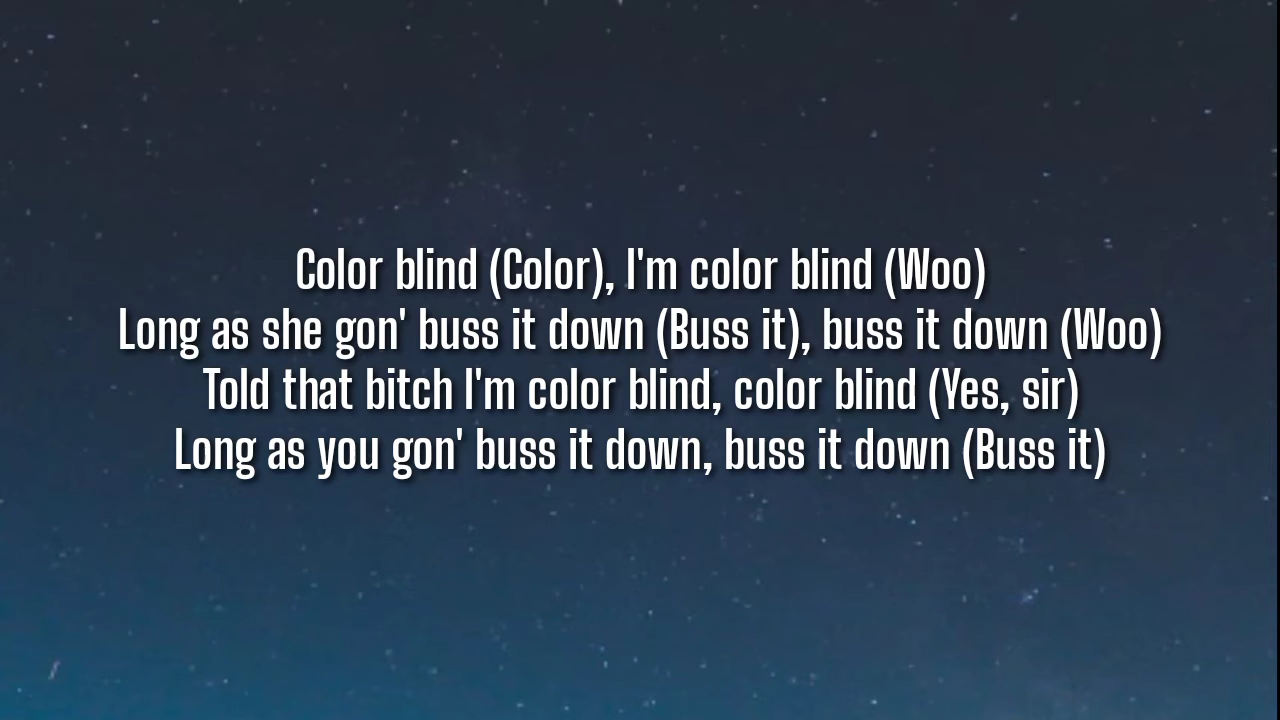 Color blind (Color), I'm color blind (Woo)
Long as she gon' buss it down (Buss it), buss it down (Woo)
Told that bitch I'm color blind, color blind (Yes, sir)
Long as you gon' buss it down, buss it down (Buss it)